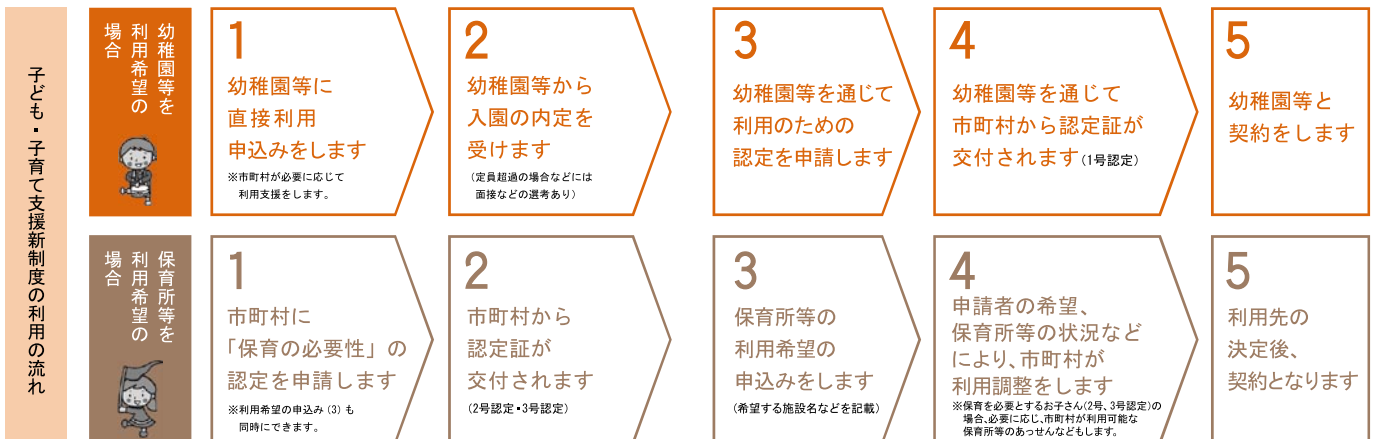 子ども・子育て支援新制度の利用の流れ
幼稚園等を
利用希望の
場合
1
幼稚園等に
直接利用
申込みをします
※市町村が必要に応じて
利用支援をします。
2
幼稚園等から
入園の内定を
受けます
(定員超過の場合などには
面接などの選考あり)
3
幼稚園等を通じて
利用のための
認定を申請します
4
幼稚園等を通じて
市町村から認定証が
交付されます(1号認定)
5
幼稚園等と
契約をします
保育所等を
利用希望の
場合
1
市町村に
「保育の必要性」の
認定を申請します
※利用希望の申込み(3)も
同時にできます。
2
市町村から
認定証が
交付されます
(2号認定・3号認定)
3
保育所等の
利用希望の
申込みをします
(希望する施設名などを記載)
4
申請者の希望、
保育所等の状況など
により、市町村が
利用調整をします
※保育を必要とするお子さん(2号、3号認定)の
場合、必要に応じ、市町村が利用可能な
保育所等のあっせんなどもします。
5
利用先の
決定後、
契約となります